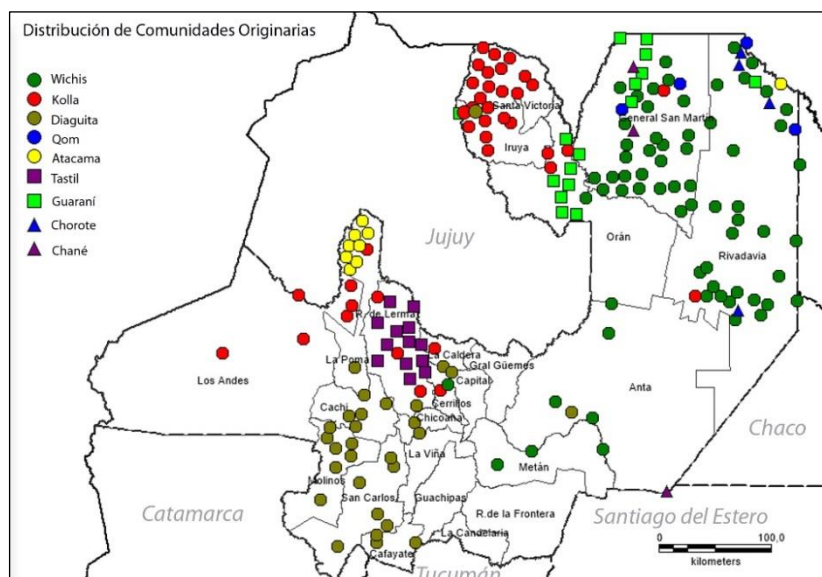 Distribución de Comunidades Originarias
Wichis
Kolla
Diaguita
Qom
Atacama
Tastil
Guaraní
Chorote
Chané
Santa Victoria
Iruya
General San Martín
Jujuy
Orán
Rivadavia
R. de Lerma
La Poma
La Caldera
Gral Güemes
Los Andes
Capital
Anta
Cachi
Cerrillos
Chicoaña
Chaco
La Viña
Metán
Molinos
San Carlos
Guachipas
Catamarca
R.de la Frontera
Santiago del Estero
La Candelaria
Cafayate
Tucumán
0
100,0
kilometers